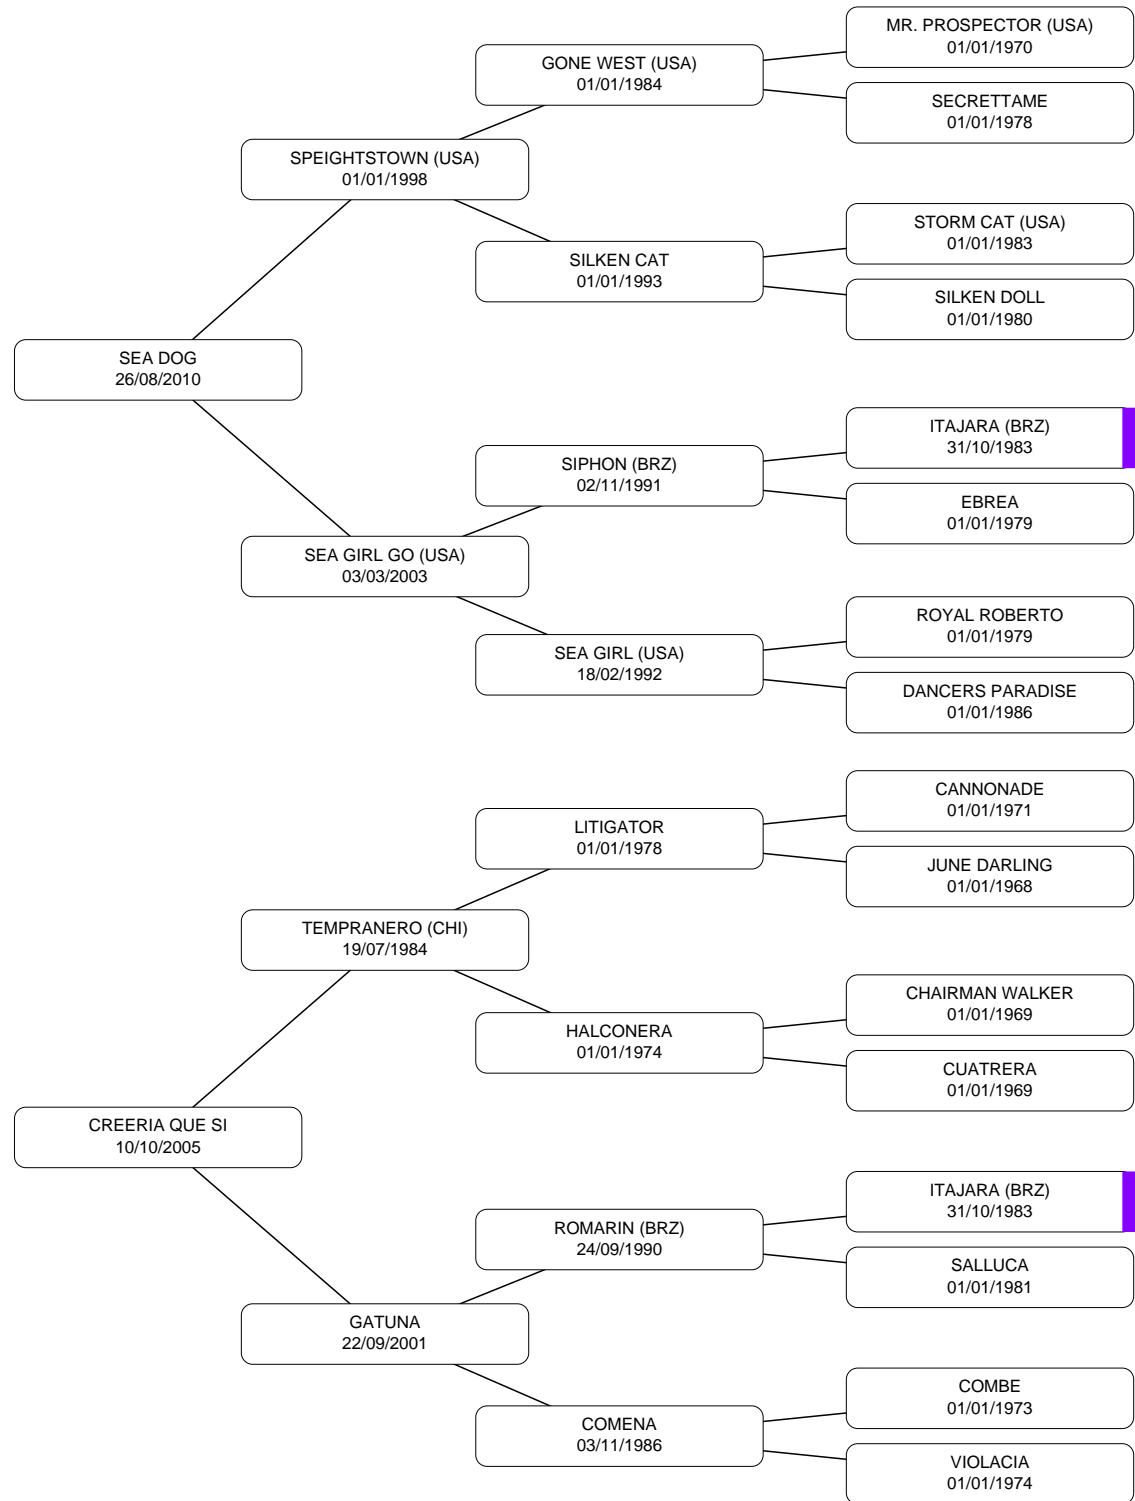 MR. PROSPECTOR (USA)
01/01/1970
GONE WEST (USA)
01/01/1984
SECRETTAME
01/01/1978
SPEIGHTSTOWN (USA)
01/01/1998
STORM CAT (USA)
01/01/1983
SILKEN CAT
01/01/1993
SILKEN DOLL
01/01/1980
SEA DOG
26/08/2010
ITAJARA (BRZ)
31/10/1983
SIPHON (BRZ)
02/11/1991
EBREA
01/01/1979
SEA GIRL GO (USA)
03/03/2003
ROYAL ROBERTO
01/01/1979
SEA GIRL (USA)
18/02/1992
DANCERS PARADISE
01/01/1986
CANNONADE
01/01/1971
LITIGATOR
01/01/1978
JUNE DARLING
01/01/1968
TEMPRANERO (CHI)
19/07/1984
CHAIRMAN WALKER
01/01/1969
HALCONERA
01/01/1974
CUATRERA
01/01/1969
CREERIA QUE SI
10/10/2005
ITAJARA (BRZ)
31/10/1983
ROMARIN (BRZ)
24/09/1990
SALLUCA
01/01/1981
GATUNA
22/09/2001
COMBE
01/01/1973
COMENA
03/11/1986
VIOLACIA
01/01/1974